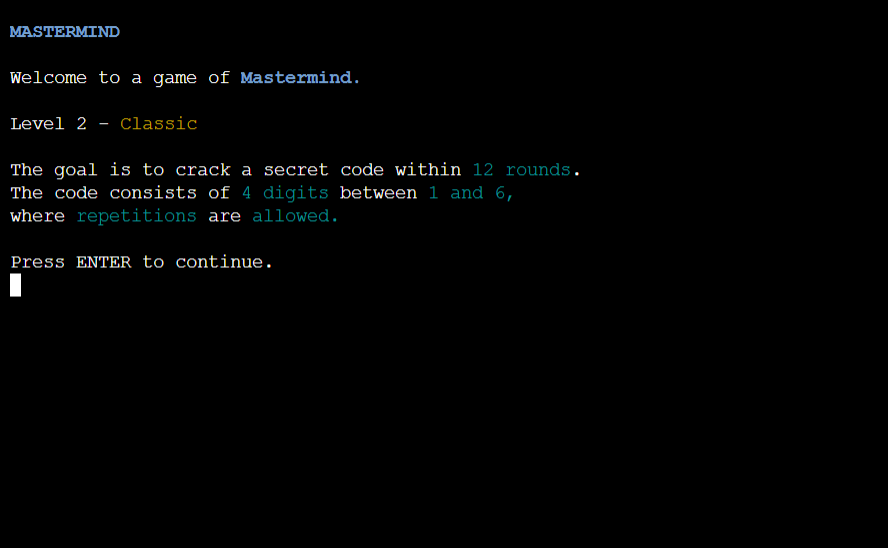 MASTERMIND
Welcome to a game of Mastermind.
Level 2 – Classic
The goal is to crack a secret code within 12 rounds.
The code consists of 4 digits between 1 and 6,
where repetitions are allowed.
Press ENTER to continue.